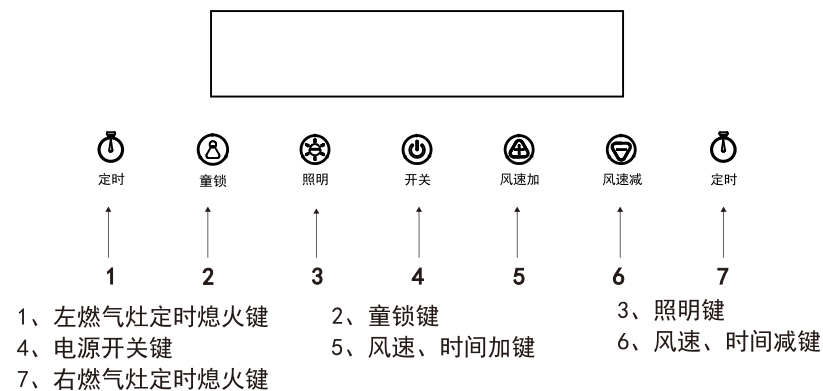 定时 童锁 照明 开关 风速加 风速减 定时
1 2 3 4 5 6 7
1、左燃气灶定时熄火键 2、童锁键 3、照明键
4、电源开关键 5、风速、时间加键 6、风速、时间减键
7、右燃气灶定时熄火键